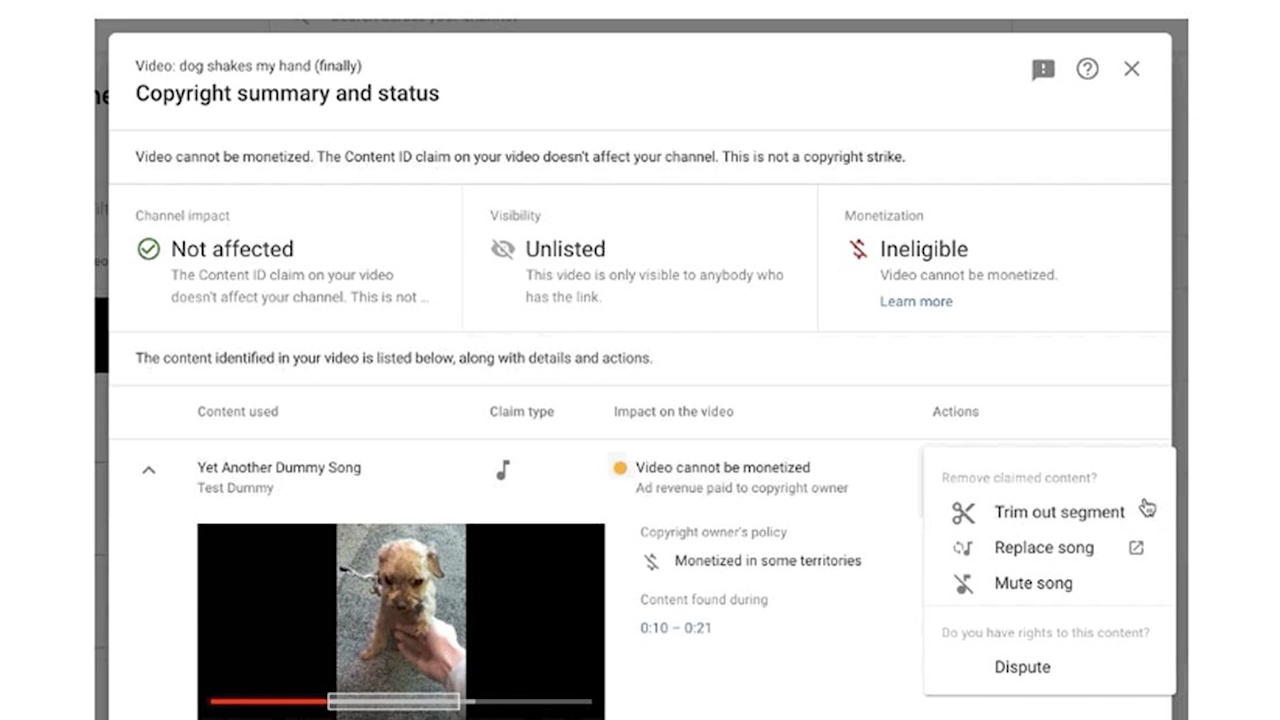 Video: dog shakes my hand (finally)
Copyright summary and status
Video cannot be monetized. The Content ID claim on your video doesn't affect your channel. This is not a copyright strike.
Channel impact
Not affected
The Content ID claim on your video
doesn't affect your channel. This is not ...
Visibility
Unlisted
This video is only visible to anybody who
has the link.
Monetization
Ineligible
Video cannot be monetized.
Learn more
The content identified in your video is listed below, along with details and actions.
Content used
Claim type
Impact on the video
Actions
Yet Another Dummy Song
Test Dummy
Video cannot be monetized
Ad revenue paid to copyright owner
Copyright owner's policy
Monetized in some territories
Content found during
0:10 – 0:21
Remove claimed content?
Trim out segment
Replace song
Mute song
Do you have rights to this content?
Dispute